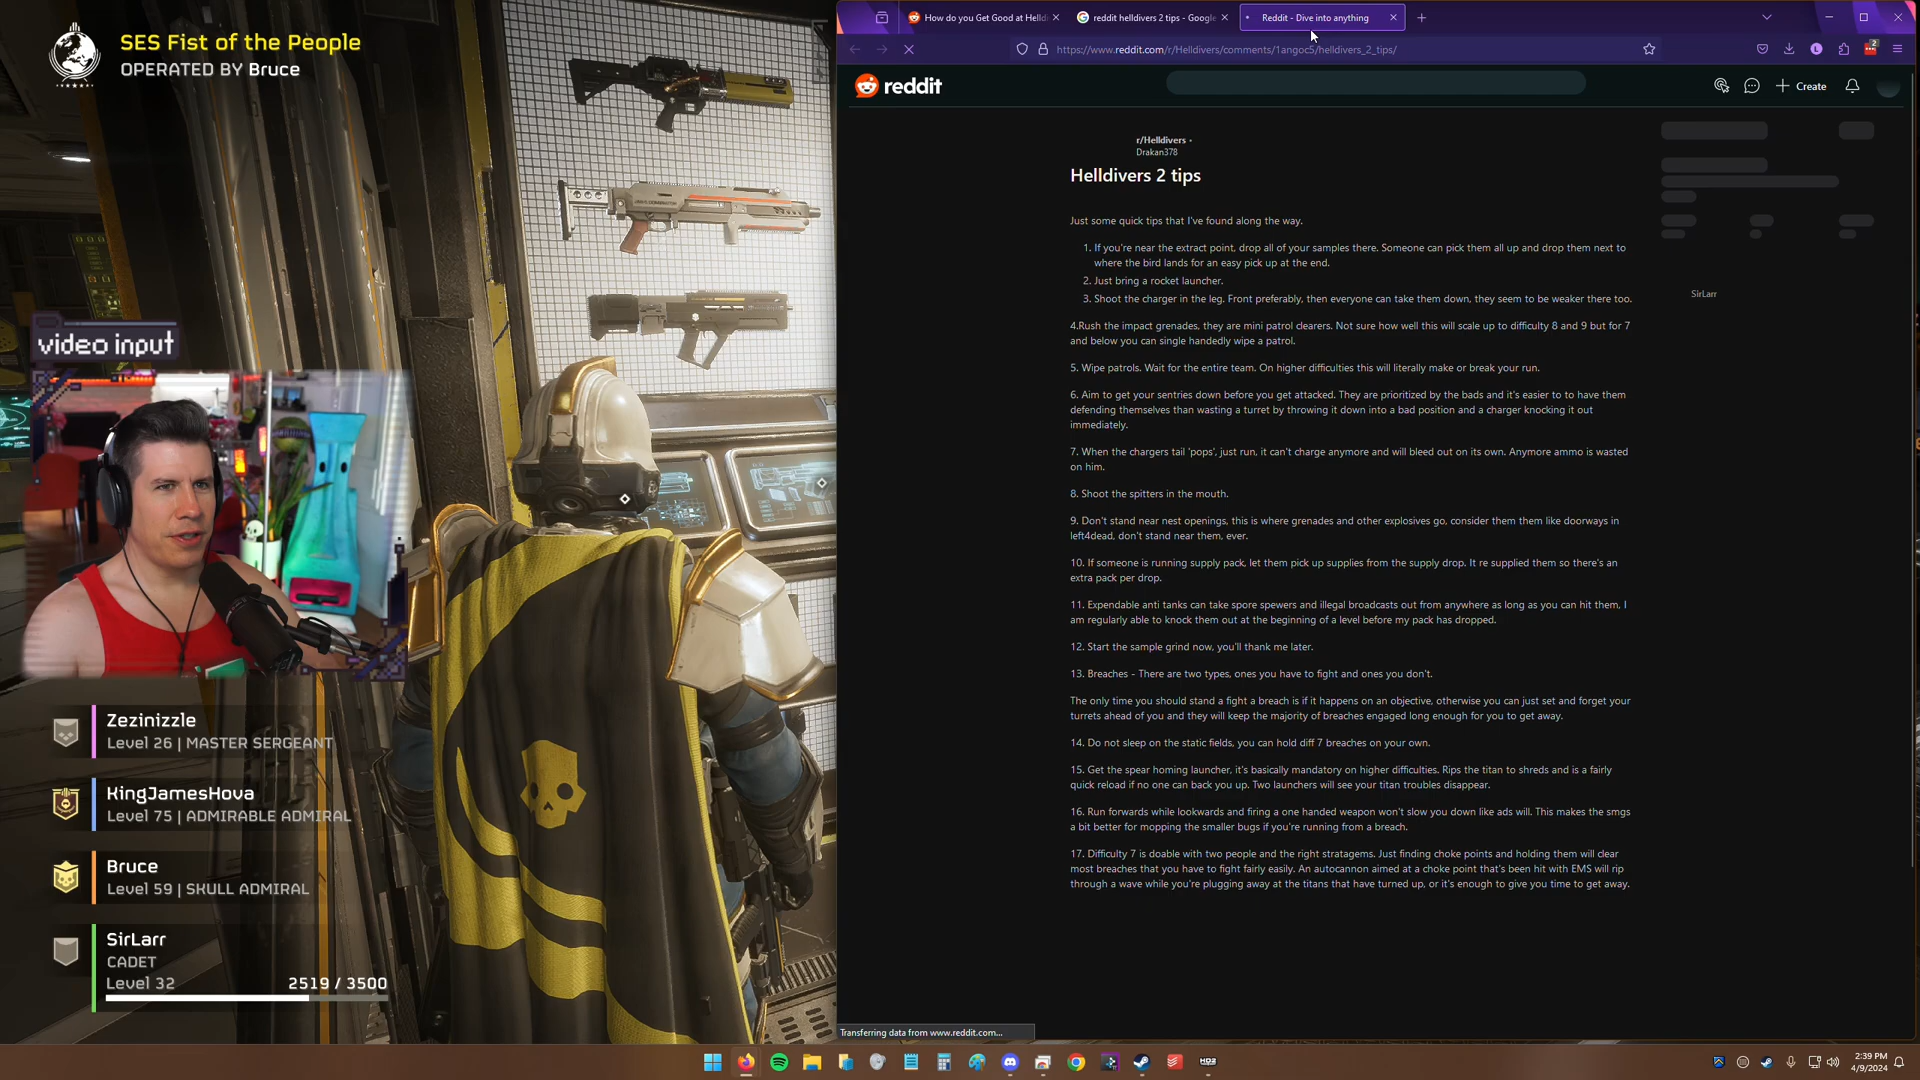 SES Fist of the People
OPERATED BY Bruce
video input
Zezinizzle
Level 26 | MASTER SERGEANT
KingJamesHova
Level 75 | ADMIRABLE ADMIRAL
Bruce
Level 59 | SKULL ADMIRAL
SirLarr
CADET
Level 32 2519 / 3500
How do you Get Good at Helldi
reddit helldivers 2 tips - Google
Reddit - Dive into anything
https://www.reddit.com/r/Helldivers/comments/1angoc5/helldivers_2_tips/
2
reddit
Create
r/Helldivers •
Drakan378
Helldivers 2 tips
Just some quick tips that I've found along the way.
1. If you're near the extract point, drop all of your samples there. Someone can pick them all up and drop them next to
where the bird lands for an easy pick up at the end.
2. Just bring a rocket launcher.
3. Shoot the charger in the leg. Front preferably, then everyone can take them down, they seem to be weaker there too.
SirLarr
4.Rush the impact grenades, they are mini patrol clearers. Not sure how well this will scale up to difficulty 8 and 9 but for 7
and below you can single handedly wipe a patrol.
5. Wipe patrols. Wait for the entire team. On higher difficulties this will literally make or break your run.
6. Aim to get your sentries down before you get attacked. They are prioritized by the bads and it's easier to to have them
defending themselves than wasting a turret by throwing it down into a bad position and a charger knocking it out
immediately.
7. When the chargers tail 'pops', just run, it can't charge anymore and will bleed out on its own. Anymore ammo is wasted
on him.
8. Shoot the spitters in the mouth.
9. Don't stand near nest openings, this is where grenades and other explosives go, consider them them like doorways in
left4dead, don't stand near them, ever.
10. If someone is running supply pack, let them pick up supplies from the supply drop. It re supplied them so there's an
extra pack per drop.
11. Expendable anti tanks can take spore spewers and illegal broadcasts out from anywhere as long as you can hit them, I
am regularly able to knock them out at the beginning of a level before my pack has dropped.
12. Start the sample grind now, you'll thank me later.
13. Breaches - There are two types, ones you have to fight and ones you don't.
The only time you should stand a fight a breach is if it happens on an objective, otherwise you can just set and forget your
turrets ahead of you and they will keep the majority of breaches engaged long enough for you to get away.
14. Do not sleep on the static fields, you can hold diff 7 breaches on your own.
15. Get the spear homing launcher, it's basically mandatory on higher difficulties. Rips the titan to shreds and is a fairly
quick reload if no one can back you up. Two launchers will see your titan troubles disappear.
16. Run forwards while lookwards and firing a one handed weapon won't slow you down like ads will. This makes the smgs
a bit better for mopping the smaller bugs if you're running from a breach.
17. Difficulty 7 is doable with two people and the right stratagems. Just finding choke points and holding them will clear
most breaches that you have to fight fairly easily. An autocannon aimed at a choke point that's been hit with EMS will rip
through a wave while you're plugging away at the titans that have turned up, or it's enough to give you time to get away.
Transferring data from www.reddit.com...
HD2
2:39 PM
4/9/2024